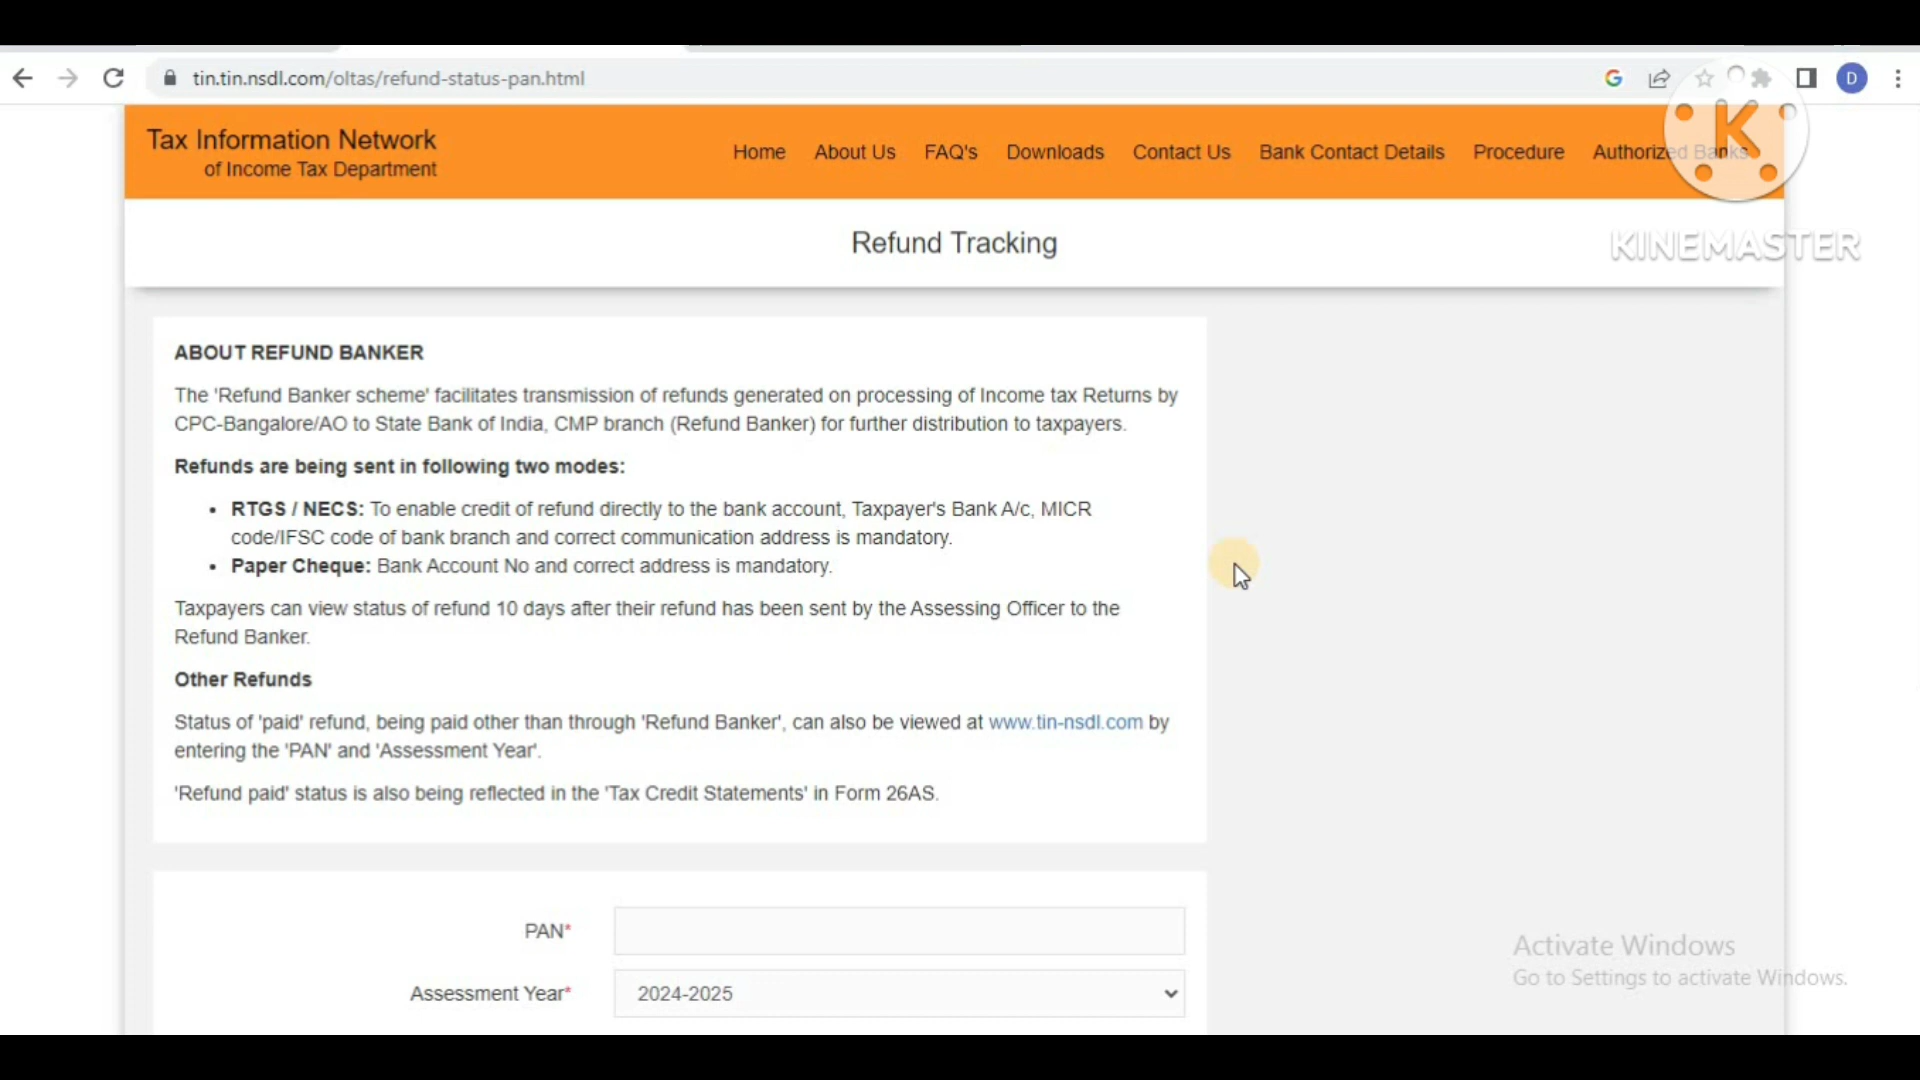 tin.tin.nsdl.com/oltas/refund-status-pan.html
G
D
Tax Information Network
of Income Tax Department
Home About Us FAQ's Downloads Contact Us Bank Contact Details Procedure Authorized Banks
K
KINEMASTER
Refund Tracking
ABOUT REFUND BANKER
The 'Refund Banker scheme' facilitates transmission of refunds generated on processing of Income tax Returns by
CPC-Bangalore/AO to State Bank of India, CMP branch (Refund Banker) for further distribution to taxpayers.
Refunds are being sent in following two modes:
• RTGS / NECS: To enable credit of refund directly to the bank account, Taxpayer's Bank A/c, MICR
code/IFSC code of bank branch and correct communication address is mandatory.
• Paper Cheque: Bank Account No and correct address is mandatory.
Taxpayers can view status of refund 10 days after their refund has been sent by the Assessing Officer to the
Refund Banker.
Other Refunds
Status of 'paid' refund, being paid other than through 'Refund Banker', can also be viewed at www.tin-nsdl.com by
entering the 'PAN' and 'Assessment Year'.
'Refund paid' status is also being reflected in the 'Tax Credit Statements' in Form 26AS.
PAN*
Assessment Year* 2024-2025
Activate Windows
Go to Settings to activate Windows.